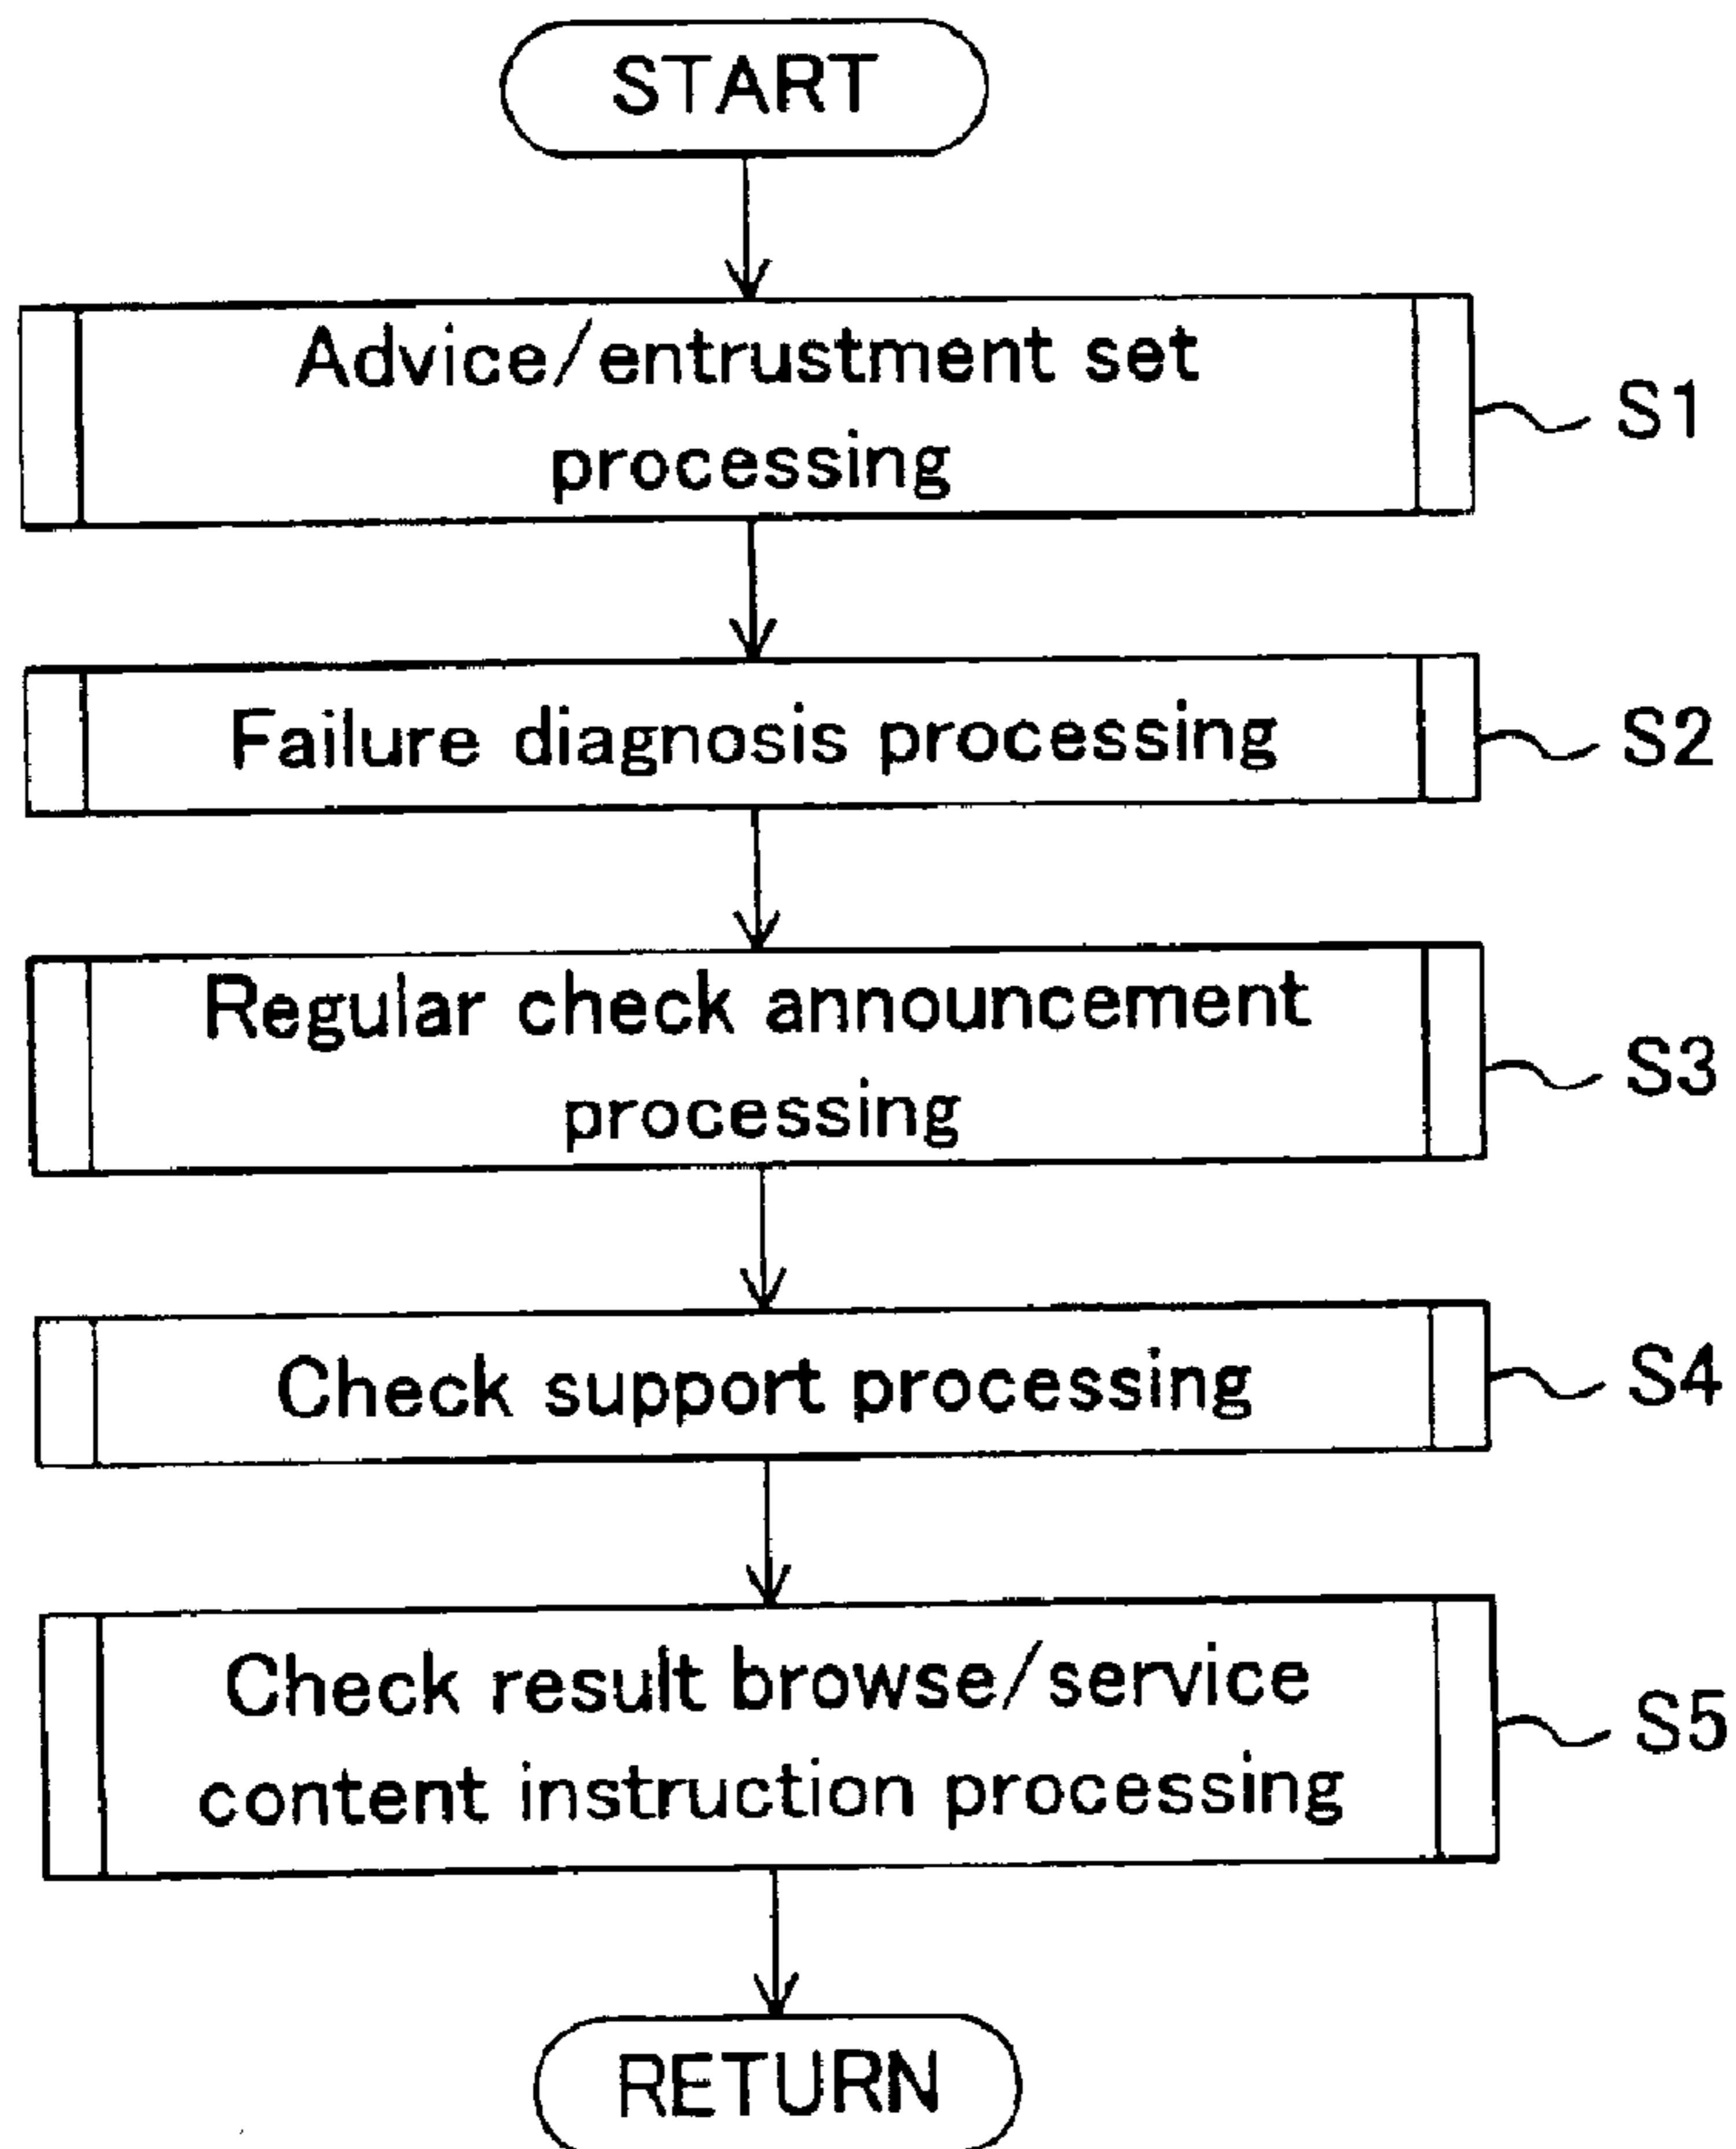 START
Advice/entrustment set
processing
S1
Failure diagnosis processing
S2
Regular check announcement
processing
S3
Check support processing
S4
Check result browse/service
content instruction processing
S5
RETURN